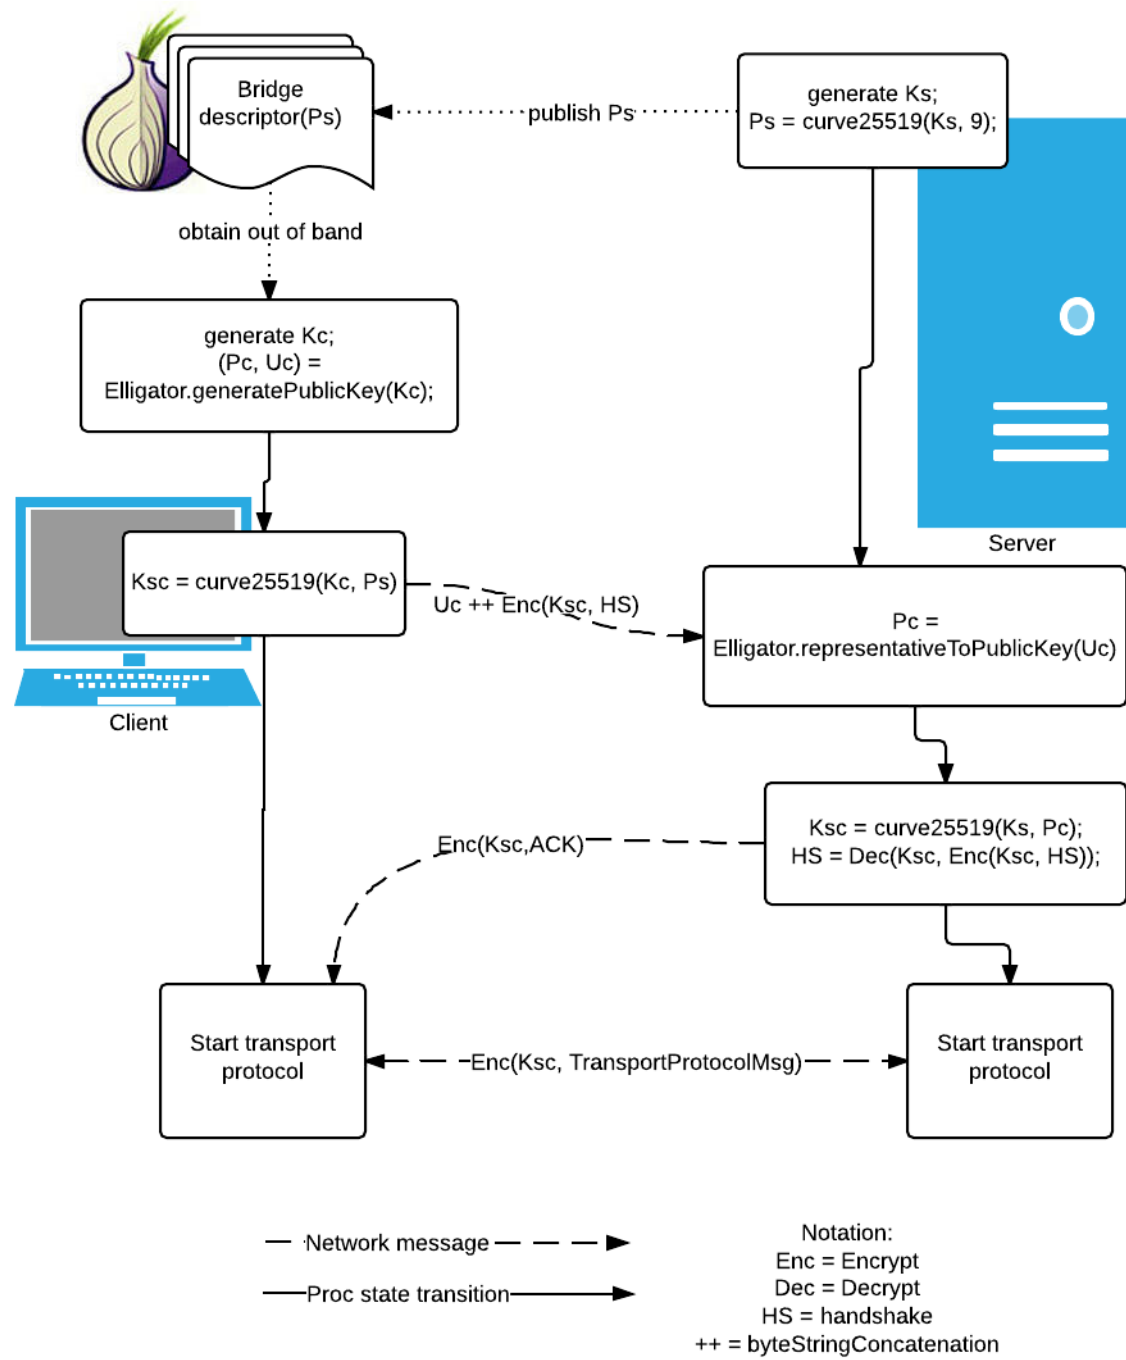 Bridge
descriptor(Ps)
publish Ps
generate Ks;
Ps = curve25519(Ks, 9);
obtain out of band
generate Kc;
(Pc, Uc) =
Elligator.generatePublicKey(Kc);
Server
Ksc = curve25519(Kc, Ps)
Uc ++ Enc(Ksc, HS)
Pc =
Elligator.representativeToPublicKey(Uc)
Client
Ksc = curve25519(Ks, Pc);
HS = Dec(Ksc, Enc(Ksc, HS));
Enc(Ksc,ACK)
Start transport
protocol
Enc(Ksc, TransportProtocolMsg)
Start transport
protocol
Network message
Proc state transition
Notation:
Enc = Encrypt
Dec = Decrypt
HS = handshake
++ = byteStringConcatenation